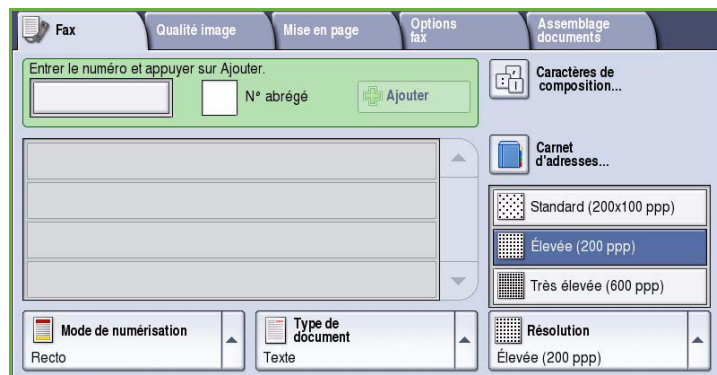 Fax
Qualité image
Mise en page
Options
fax
Assemblage
documents
Entrer le numéro et appuyer sur Ajouter.
N° abrégé
Ajouter
Caractères de
composition...
Carnet
d'adresses...
Standard (200x100 ppp)
Élevée (200 ppp)
Très élevée (600 ppp)
Mode de numérisation
Recto
Type de
document
Texte
Résolution
Élevée (200 ppp)